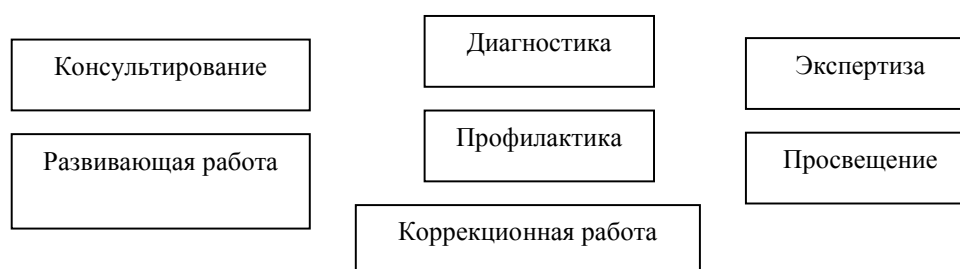 Диагностика
Консультирование
Экспертиза
Профилактика
Развивающая работа
Просвещение
Коррекционная работа